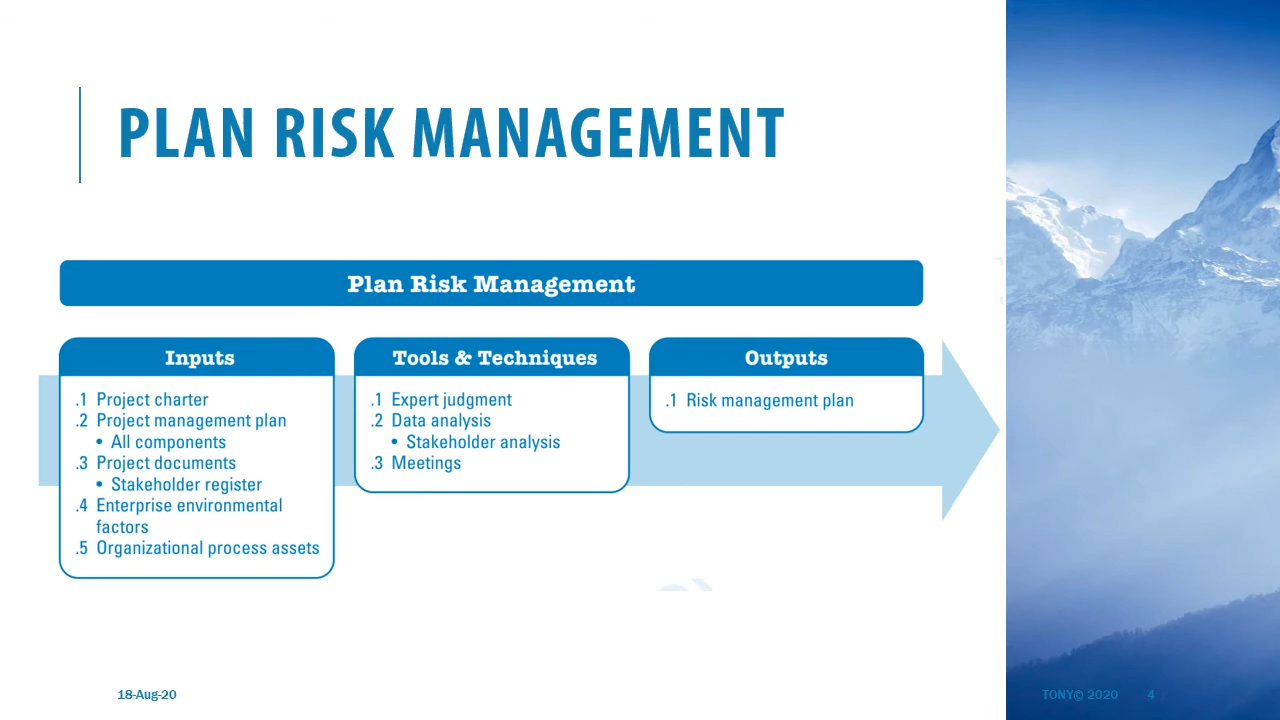 PLAN RISK MANAGEMENT
Plan Risk Management
Inputs
.1 Project charter
.2 Project management plan
• All components
.3 Project documents
• Stakeholder register
.4 Enterprise environmental
factors
.5 Organizational process assets
Tools & Techniques
.1 Expert judgment
.2 Data analysis
• Stakeholder analysis
.3 Meetings
Outputs
.1 Risk management plan
18-Aug-20
TONY© 2020
4